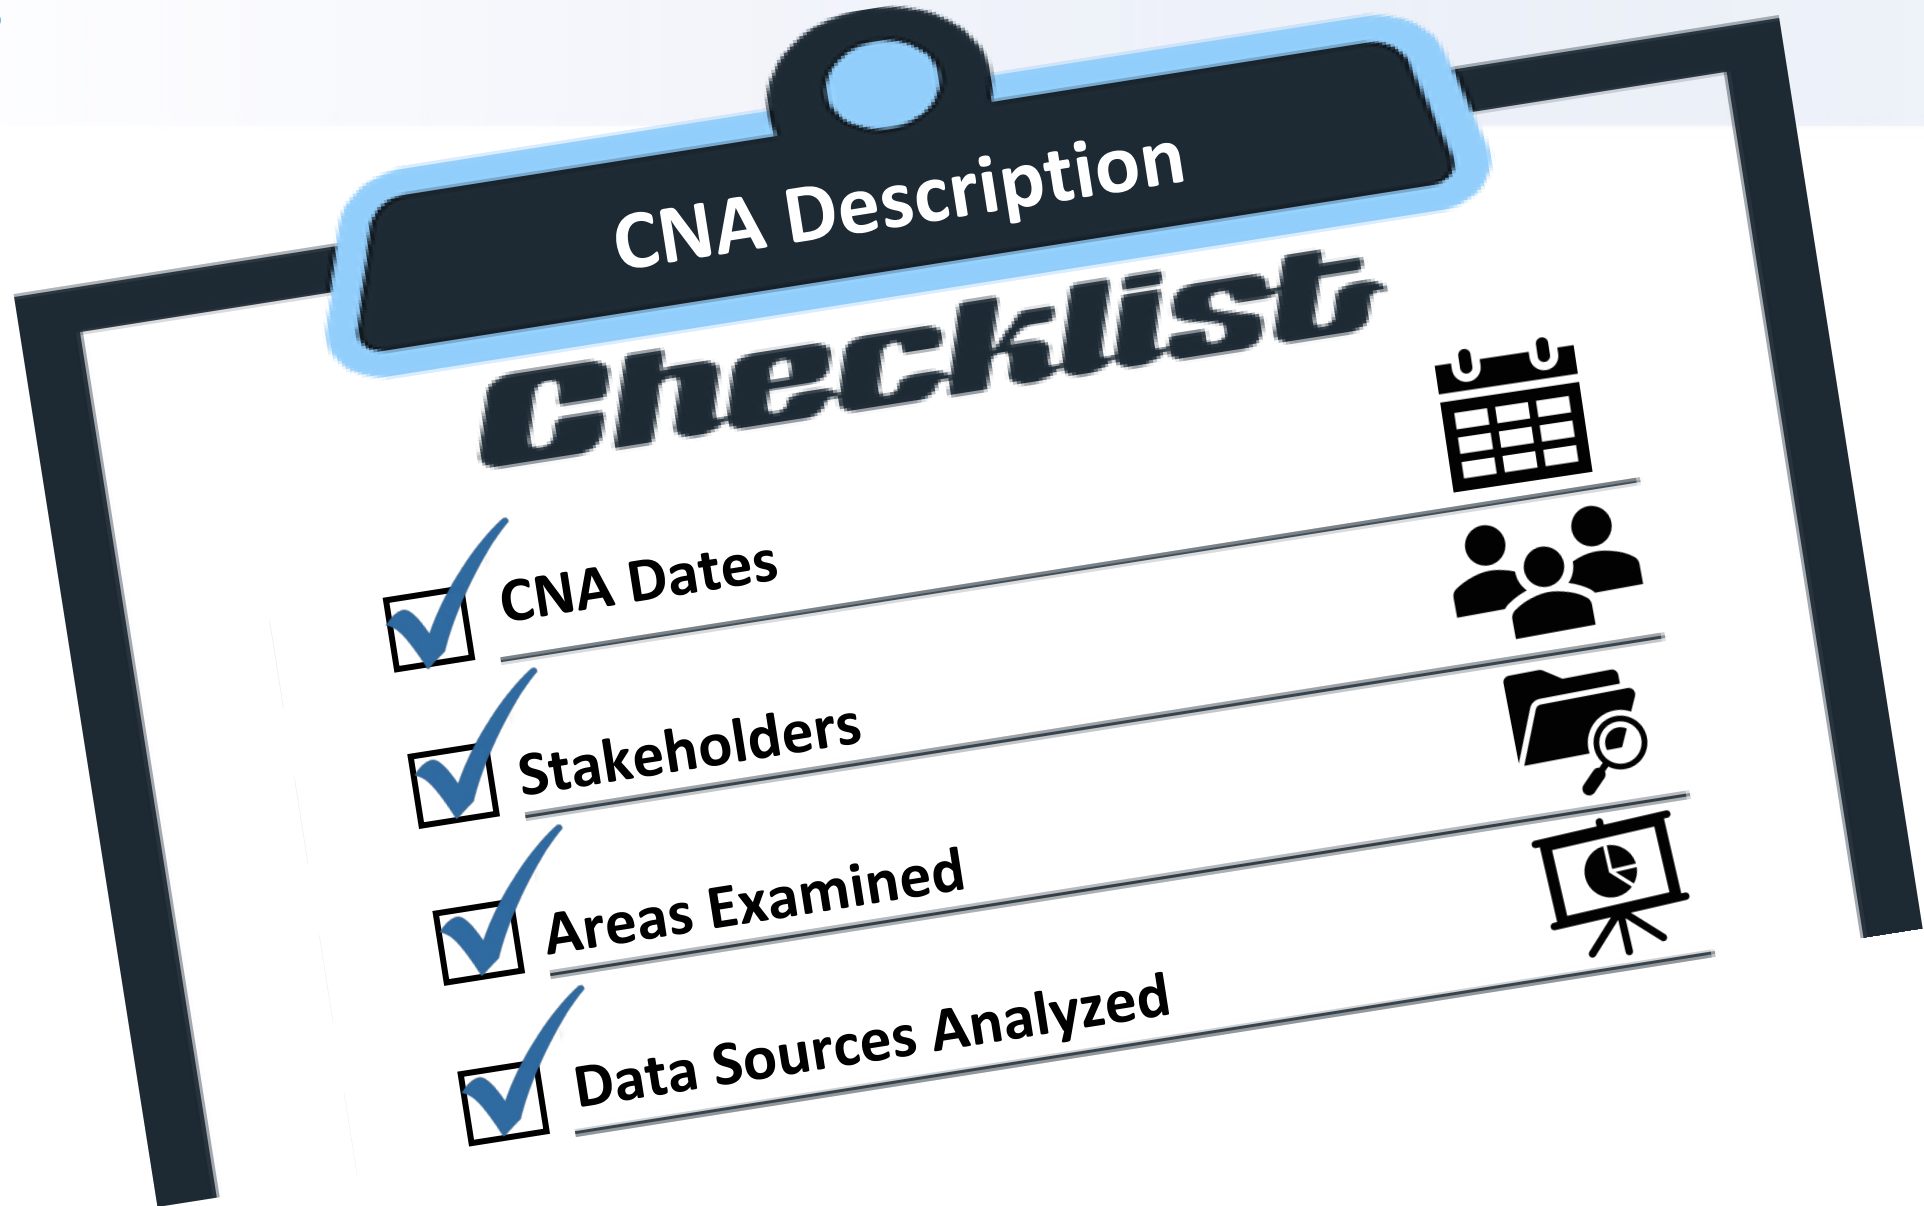 CNA Description
Checklist
CNA Dates
Stakeholders
Areas Examined
Data Sources Analyzed